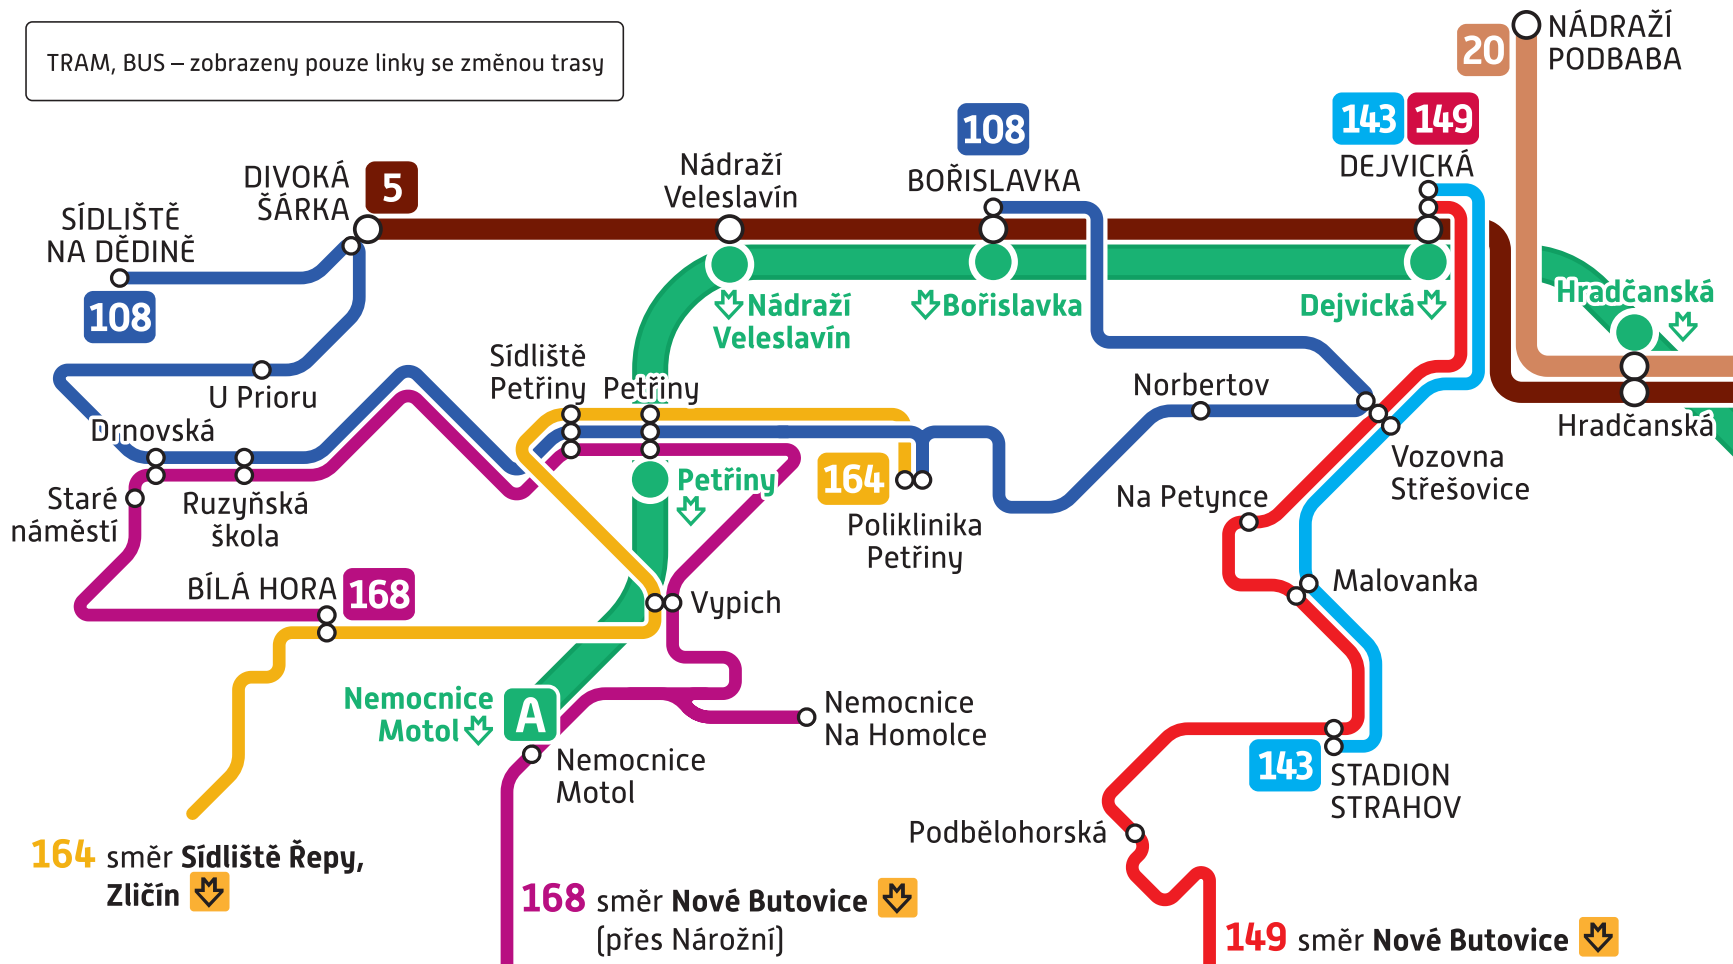 TRAM, BUS – zobrazeny pouze linky se změnou trasy
20
NÁDRAŽÍ
PODBABA
143
149
DEJVICKÁ
108
BOŘISLAVKA
Nádraží
Veleslavín
DIVOKÁ
ŠÁRKA
5
SÍDLIŠTĚ
NA DĚDINĚ
108
Nádraží
Veleslavín
Bořislavka
Dejvická
Hradčanská
Hradčanská
U Prioru
Sídliště
Petřiny
Petřiny
Norbertov
Drnovská
Staré
náměstí
Ruzyňská
škola
Petřiny
164
Poliklinika
Petřiny
Na Petynce
Vozovna
Střešovice
BÍLÁ HORA
168
Vypich
Malovanka
Nemocnice
Motol
A
Nemocnice
Motol
Nemocnice
Na Homolce
143
STADION
STRAHOV
Podbělohorská
164 směr Sídliště Řepy,
Zličín
168 směr Nové Butovice
(přes Nárožní)
149 směr Nové Butovice